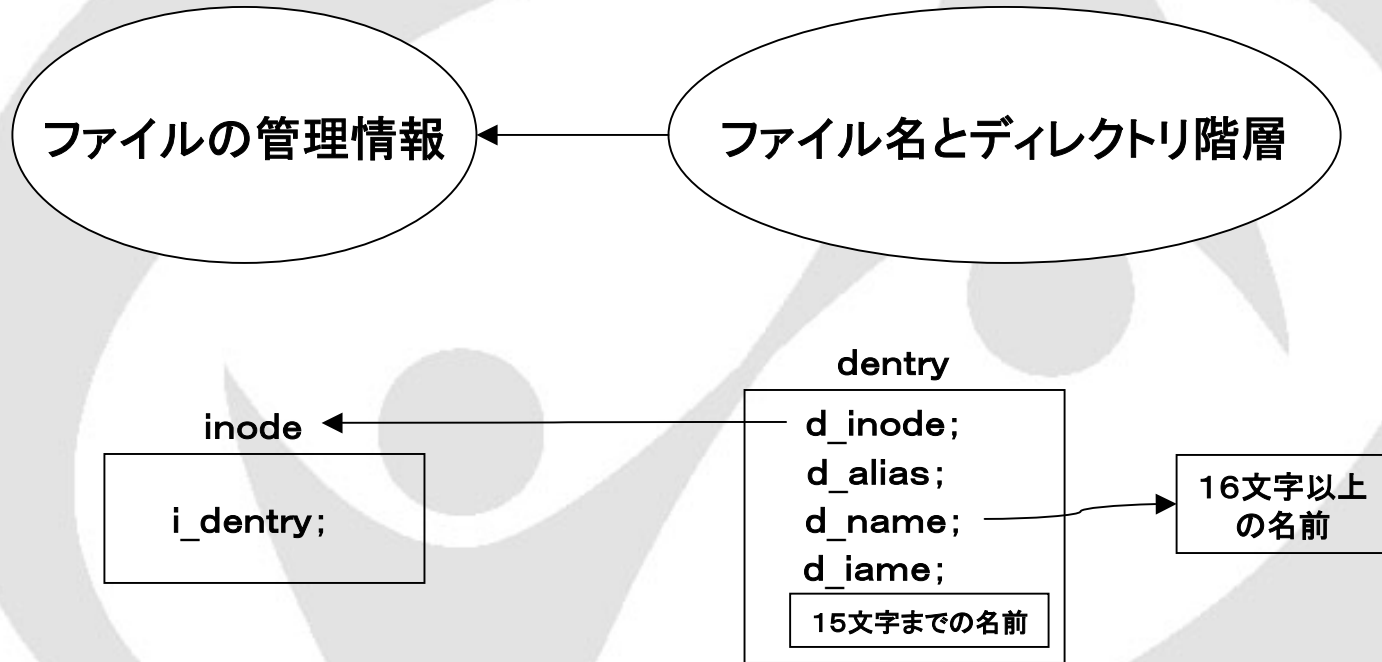 ファイルの管理情報
ファイル名とディレクトリ階層
dentry
inode
d_inode;
d_alias;
i_dentry;
d_name;
16文字以上
の名前
d_iame;
15文字までの名前